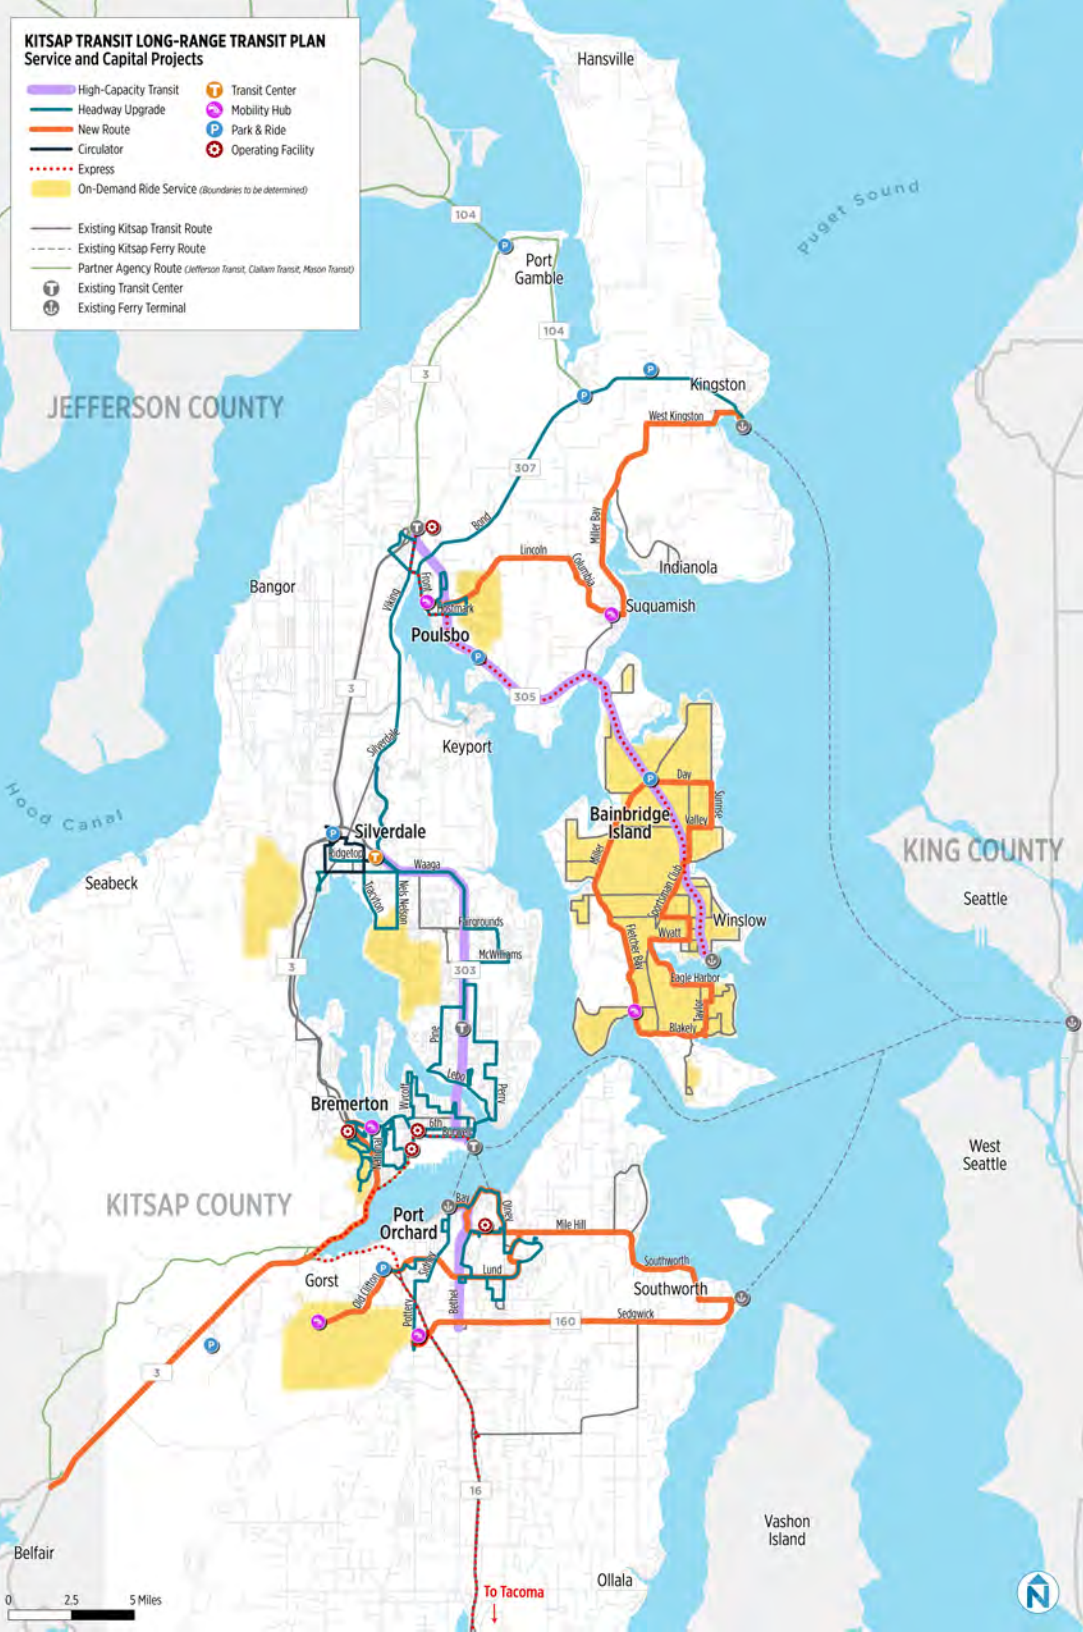 KITSAP TRANSIT LONG-RANGE TRANSIT PLAN
Service and Capital Projects
High-Capacity Transit
Headway Upgrade
New Route
Circulator
Express
On-Demand Ride Service (Boundaries to be determined)
T Transit Center
Mobility Hub
P Park & Ride
Operating Facility
Existing Kitsap Transit Route
Existing Kitsap Ferry Route
Partner Agency Route (Jefferson Transit, Clallam Transit, Mason Transit)
T Existing Transit Center
Existing Ferry Terminal
Hansville
Puget Sound
104
P
Port
Gamble
104
3
P
P
Kingston
JEFFERSON COUNTY
West Kingston
307
Miller Bay
T
Bond
Lincoln
Columbia
Indianola
Bangor
Front
Viking
Hostmark
Suquamish
Poulsbo
P
3
305
Silverdale
Keyport
Hood Canal
P
Day
Sunrise
Bainbridge
Island
Valley
P
Silverdale
Ridgetop
T
Waaga
Miller
KING COUNTY
Seabeck
Tracyton
Nels Nelson
Sportsman Club
Seattle
Fairgrounds
Winslow
McWilliams
Fletcher Bay
Wyatt
3
303
Eagle Harbor
Taylor
Pine
T
Blakely
Lebo
Perry
Wycoff
Bremerton
6th
T
West
Seattle
KITSAP COUNTY
Bay
Olney
Port
Orchard
Mile Hill
Sidney
P
Lund
Southworth
Gorst
Old Clifton
Southworth
Bethel
Pottery
Sedgwick
160
P
3
16
Vashon
Island
Belfair
Ollala
To Tacoma
0 2.5 5 Miles
N